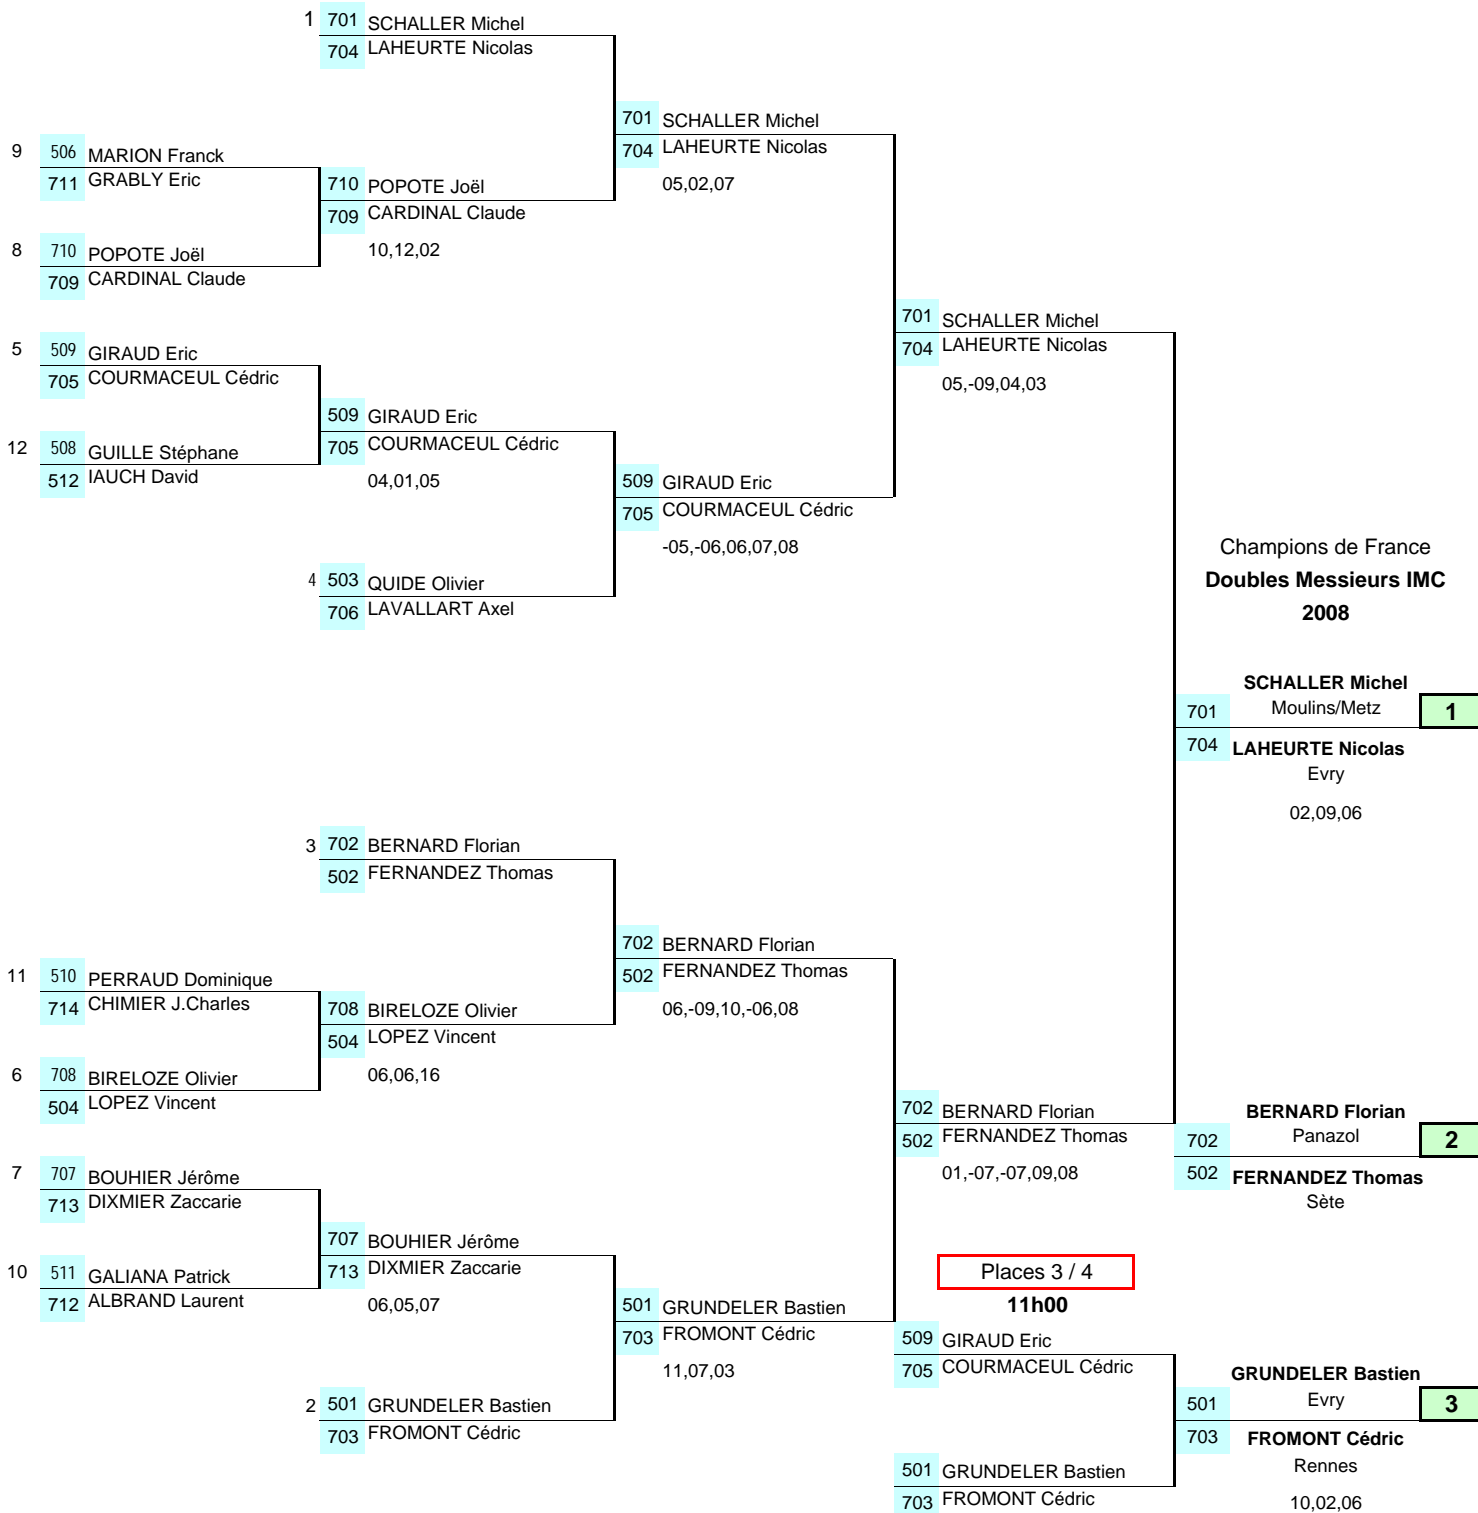 1 701 SCHALLER Michel
704 LAHEURTE Nicolas
701 SCHALLER Michel
704 LAHEURTE Nicolas
05,02,07
9 506 MARION Franck
711 GRABLY Eric
710 POPOTE Joël
709 CARDINAL Claude
10,12,02
8 710 POPOTE Joël
709 CARDINAL Claude
701 SCHALLER Michel
704 LAHEURTE Nicolas
05,-09,04,03
5 509 GIRAUD Eric
705 COURMACEUL Cédric
509 GIRAUD Eric
705 COURMACEUL Cédric
04,01,05
12 508 GUILLE Stéphane
512 IAUCH David
509 GIRAUD Eric
705 COURMACEUL Cédric
-05,-06,06,07,08
4 503 QUIDE Olivier
706 LAVALLART Axel
Champions de France
Doubles Messieurs IMC
2008
SCHALLER Michel
701 Moulins/Metz 1
704 LAHEURTE Nicolas
Evry
02,09,06
3 702 BERNARD Florian
502 FERNANDEZ Thomas
702 BERNARD Florian
502 FERNANDEZ Thomas
06,-09,10,-06,08
11 510 PERRAUD Dominique
714 CHIMIER J.Charles
708 BIRELOZE Olivier
504 LOPEZ Vincent
06,06,16
6 708 BIRELOZE Olivier
504 LOPEZ Vincent
702 BERNARD Florian
502 FERNANDEZ Thomas
01,-07,-07,09,08
BERNARD Florian
702 Panazol 2
502 FERNANDEZ Thomas
Sète
7 707 BOUHIER Jérôme
713 DIXMIER Zaccarie
707 BOUHIER Jérôme
713 DIXMIER Zaccarie
06,05,07
10 511 GALIANA Patrick
712 ALBRAND Laurent
501 GRUNDELER Bastien
703 FROMONT Cédric
11,07,03
2 501 GRUNDELER Bastien
703 FROMONT Cédric
Places 3 / 4
11h00
509 GIRAUD Eric
705 COURMACEUL Cédric
GRUNDELER Bastien
501 Evry 3
703 FROMONT Cédric
Rennes
10,02,06
501 GRUNDELER Bastien
703 FROMONT Cédric